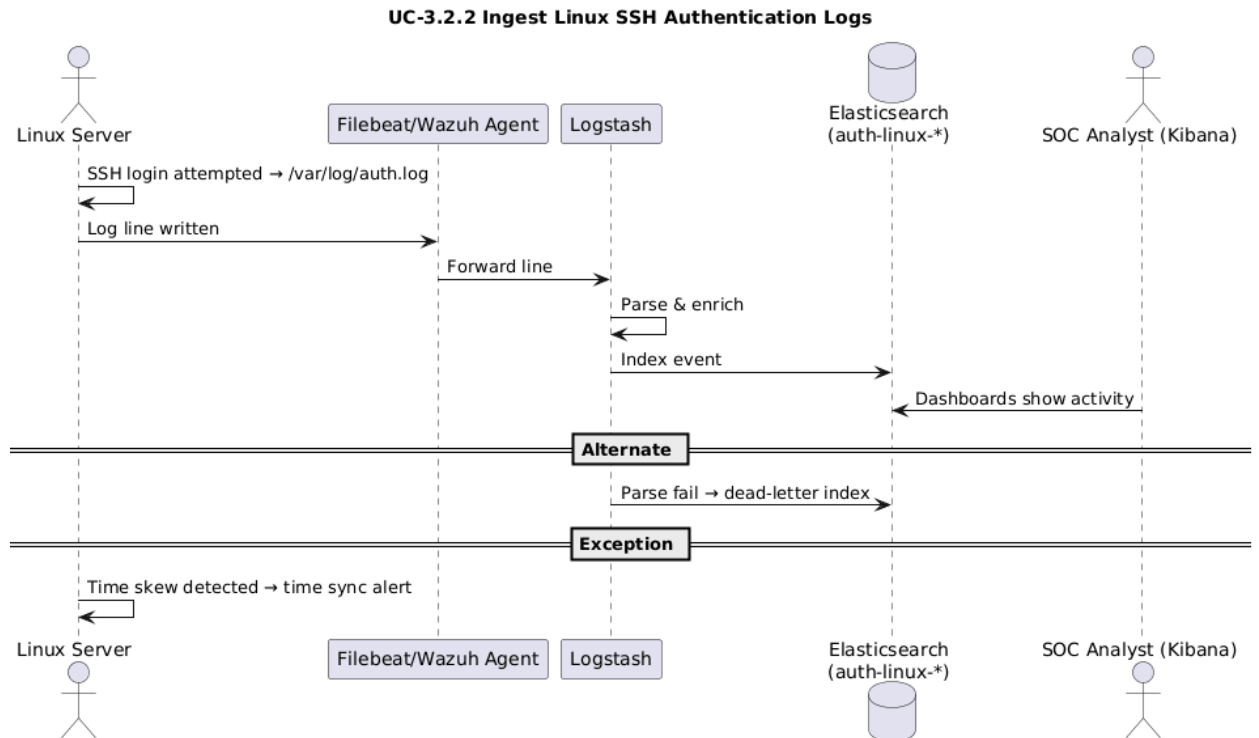 UC-3.2.2 Ingest Linux SSH Authentication Logs
Linux Server
Filebeat/Wazuh Agent
Logstash
Elasticsearch
(auth-linux-*)
SOC Analyst (Kibana)
SSH login attempted → /var/log/auth.log
Log line written
Forward line
Parse & enrich
Index event
Dashboards show activity
Alternate
Parse fail → dead-letter index
Exception
Time skew detected → time sync alert
Linux Server
Filebeat/Wazuh Agent
Logstash
Elasticsearch
(auth-linux-*)
SOC Analyst (Kibana)